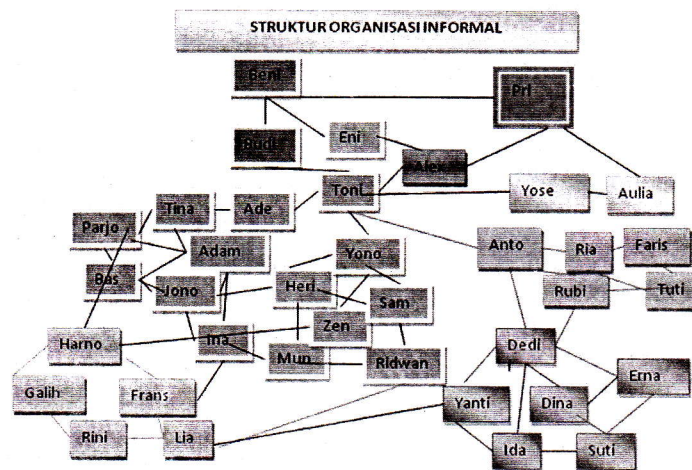 STRUKTUR ORGANISASI INFORMAL
Beni
Pri
Budi
Eni
Alex
Toni
Yose
Aulia
Tina
Ade
Parjo
Adam
Yono
Anto
Ria
Faris
Bas
Jono
Heri
Sam
Rubi
Tuti
Harno
Ina
Zen
Mun
Ridwan
Dedi
Erna
Galih
Frans
Yanti
Dina
Rini
Lia
Ida
Suti